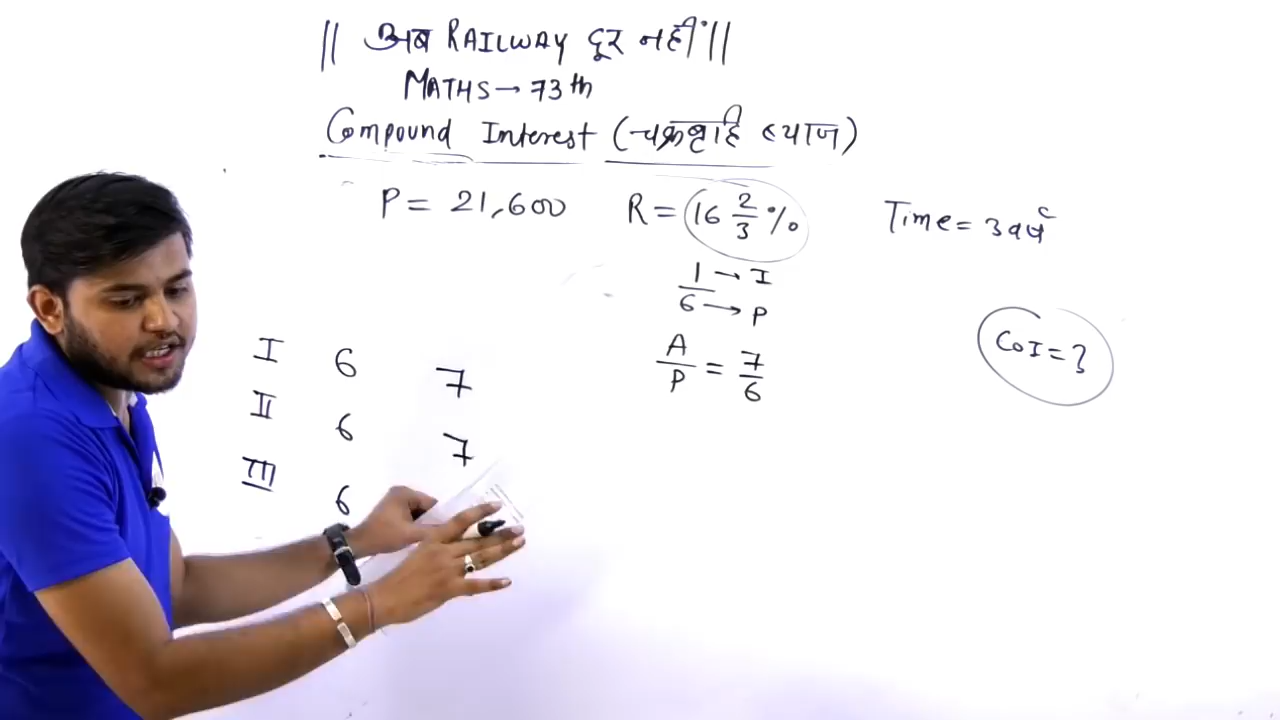 || अब RAILWAY दूर नहीं ||
MATHS → 73th
Compound Interest (चक्रवृद्धि ब्याज)
P = 21,600 R = 16 2/3 % Time = 3 वर्ष
1 → I
6 → P
CoI = ?
A/P = 7/6
I 6 7
II 6 7
III 6